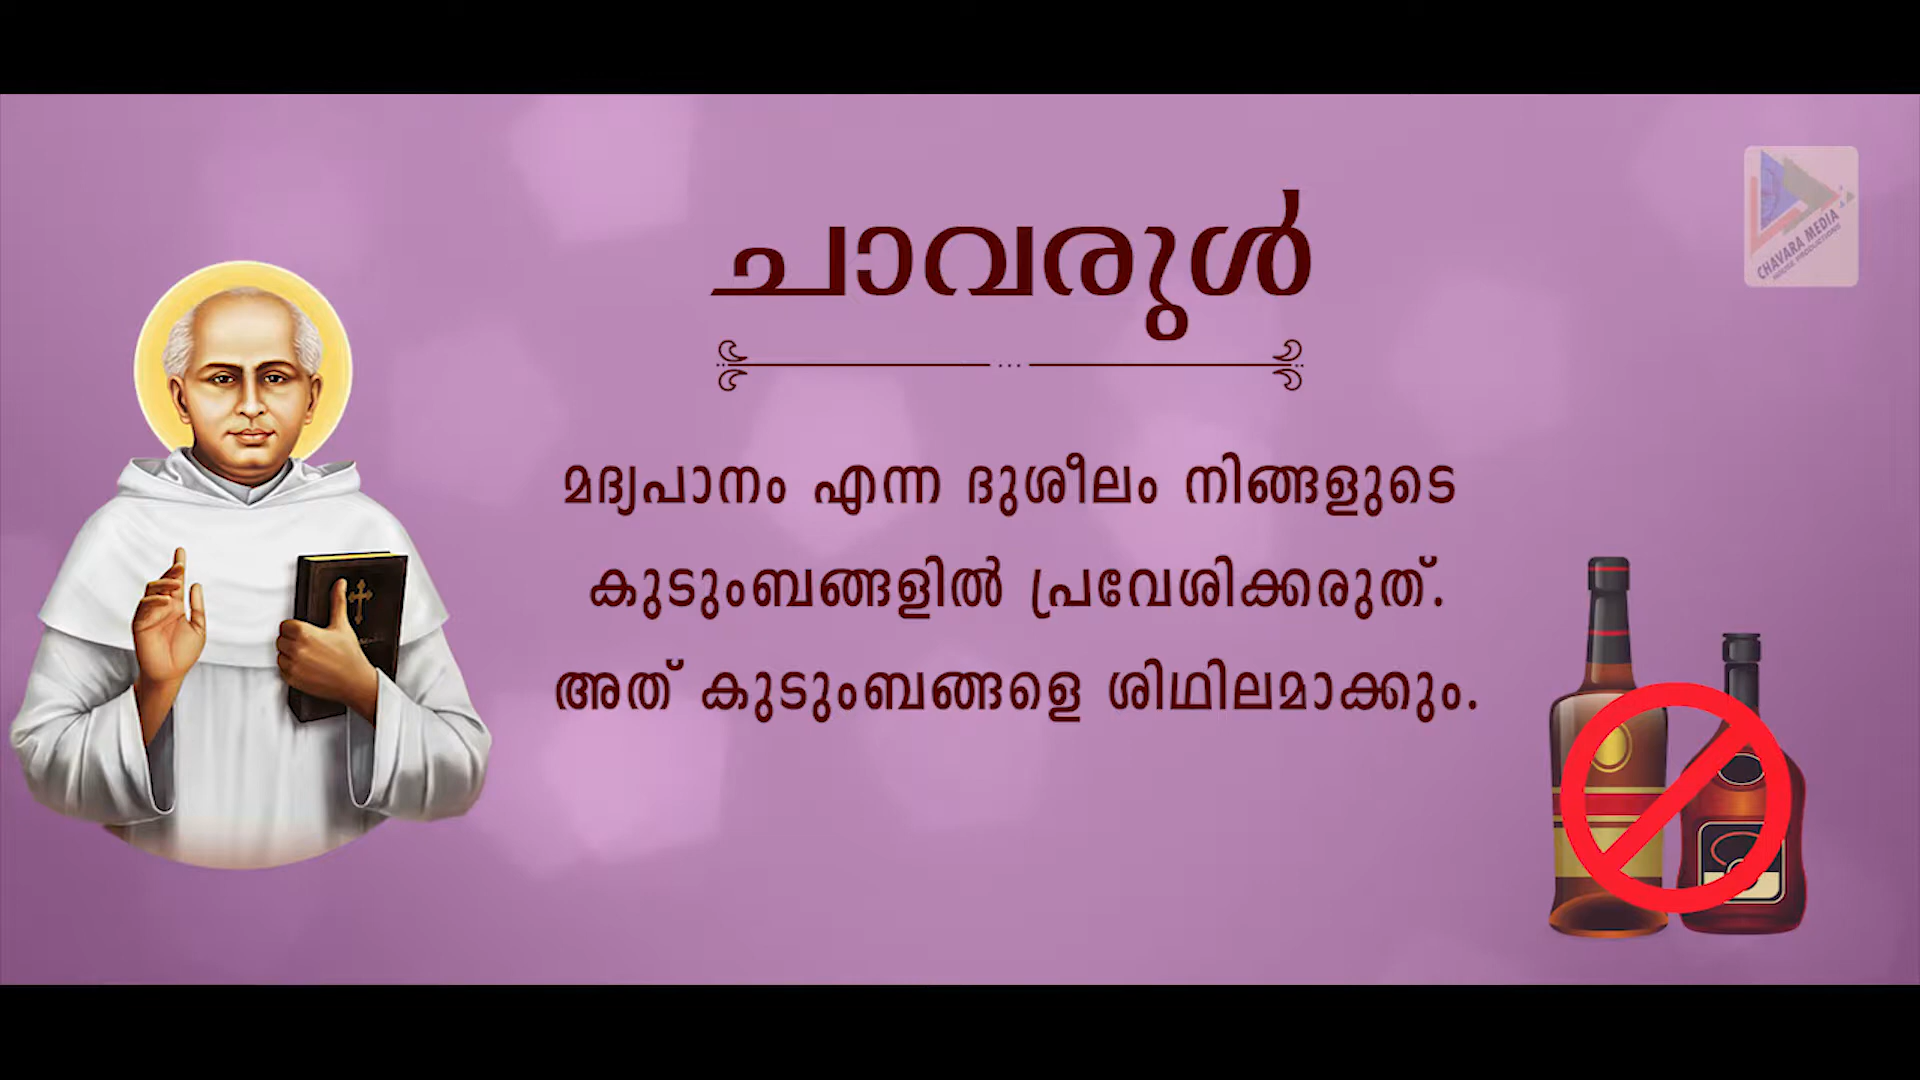 ചാവരുൾ
CHAVARA MEDIA
മദ്യപാനം എന്ന ദുശീലം നിങ്ങളുടെ
കുടുംബങ്ങളിൽ പ്രവേശിക്കരുത്.
അത് കുടുംബങ്ങളെ ശിഥിലമാക്കും.